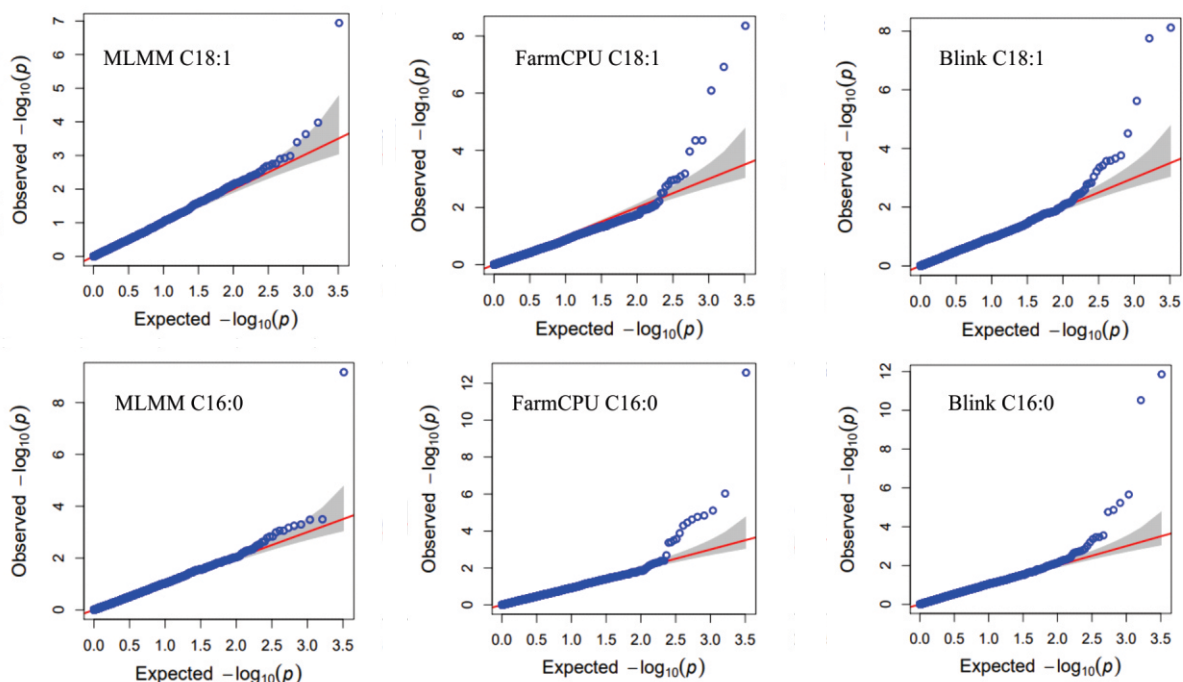 MLMM C18:1
Observed −log10(p)
0 1 2 3 4 5 6 7
0.0 0.5 1.0 1.5 2.0 2.5 3.0 3.5
Expected −log10(p)
FarmCPU C18:1
Observed −log10(p)
0 2 4 6 8
0.0 0.5 1.0 1.5 2.0 2.5 3.0 3.5
Expected −log10(p)
Blink C18:1
Observed −log10(p)
0 2 4 6 8
0.0 0.5 1.0 1.5 2.0 2.5 3.0 3.5
Expected −log10(p)
MLMM C16:0
Observed −log10(p)
0 2 4 6 8
0.0 0.5 1.0 1.5 2.0 2.5 3.0 3.5
Expected −log10(p)
FarmCPU C16:0
Observed −log10(p)
0 2 4 6 8 10 12
0.0 0.5 1.0 1.5 2.0 2.5 3.0 3.5
Expected −log10(p)
Blink C16:0
Observed −log10(p)
0 2 4 6 8 10 12
0.0 0.5 1.0 1.5 2.0 2.5 3.0 3.5
Expected −log10(p)